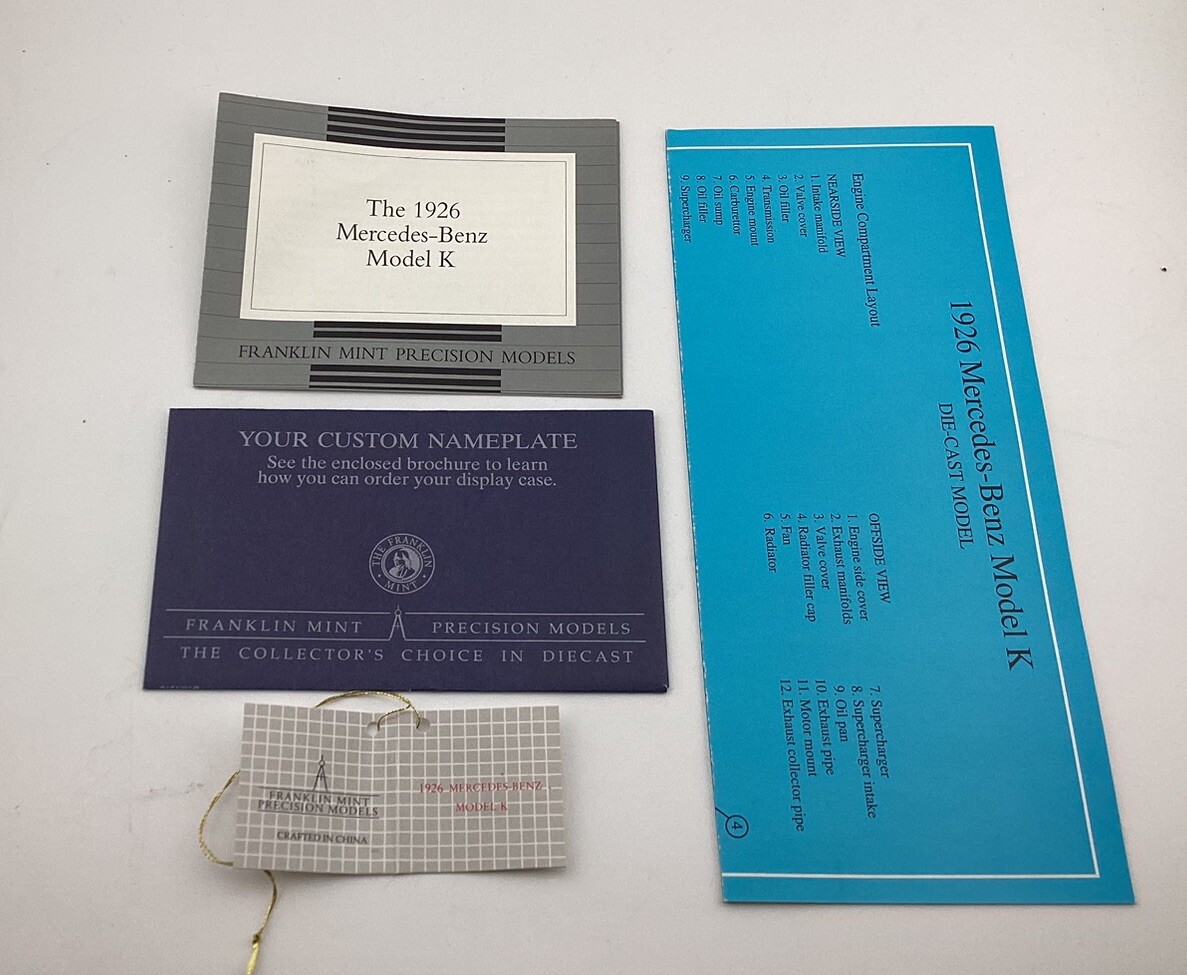 The 1926
Mercedes-Benz
Model K
FRANKLIN MINT PRECISION MODELS
YOUR CUSTOM NAMEPLATE
See the enclosed brochure to learn
how you can order your display case.
THE FRANKLIN MINT
FRANKLIN MINT PRECISION MODELS
THE COLLECTOR'S CHOICE IN DIECAST
FRANKLIN MINT
PRECISION MODELS
CRAFTED IN CHINA
1926 MERCEDES-BENZ
MODEL K
1926 Mercedes-Benz Model K
DIE-CAST MODEL
Engine Compartment Layout
NEARSIDE VIEW
1. Intake manifold
2. Valve cover
3. Oil filler
4. Transmission
5. Engine mount
6. Carburettor
7. Oil sump
8. Oil filler
9. Supercharger
OFFSIDE VIEW
1. Engine side cover
2. Exhaust manifolds
3. Valve cover
4. Radiator filler cap
5. Fan
6. Radiator
7. Supercharger
8. Supercharger intake
9. Oil pan
10. Exhaust pipe
11. Motor mount
12. Exhaust collector pipe
4